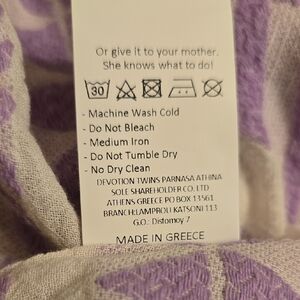 Or give it to your mother.
She knows what to do!
30
- Machine Wash Cold
- Do Not Bleach
- Medium Iron
- Do Not Tumble Dry
- No Dry Clean
DEVOTION TWINS PARNASA ATHINA
SOLE SHAREHOLDER CO. LTD
ATHENS GREECE PO BOX 13561
BRANCH:LAMPROU KATSONI 113
G.O.: Distomoy 7
MADE IN GREECE